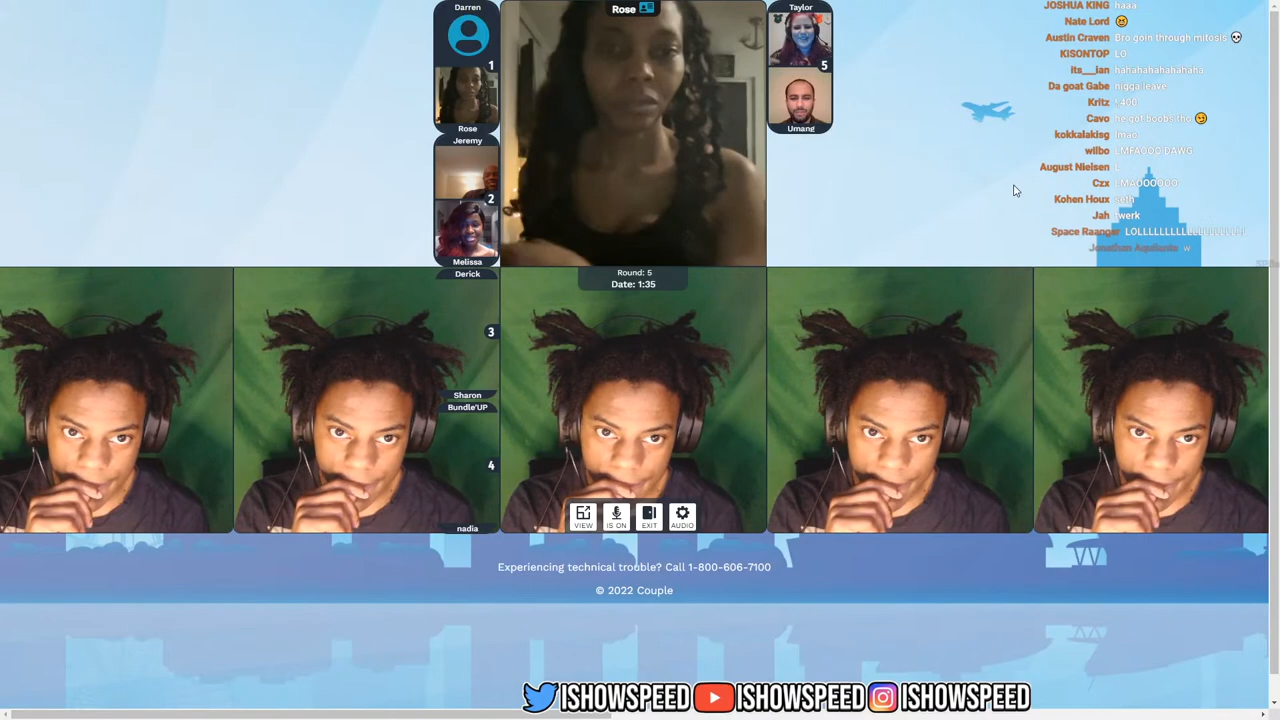 Darren
1
Rose
Jeremy
2
Melissa
Derick
3
Sharon
Bundle'UP
4
nadia
Rose
Taylor
5
Umang
JOSHUA KING haaa
Nate Lord 
Austin Craven Bro goin through mitosis 💀
KISONTOP LO
its__ian hahahahahahahaha
Da goat Gabe nigga leave
Kritz
Cavo he got boobs tho 😏
kokkalakisg lmao
wilbo LMFAOOO DAWG
August Nielsen L
Czx LMAOOOOOO
Kohen Houx
Jah twerk
Space Raangar
Jonathan Aquilante w
Round: 5
Date: 1:35
VIEW
IS ON
EXIT
AUDIO
Experiencing technical trouble? Call 1-800-606-7100
© 2022 Couple
ISHOWSPEED ISHOWSPEED ISHOWSPEED